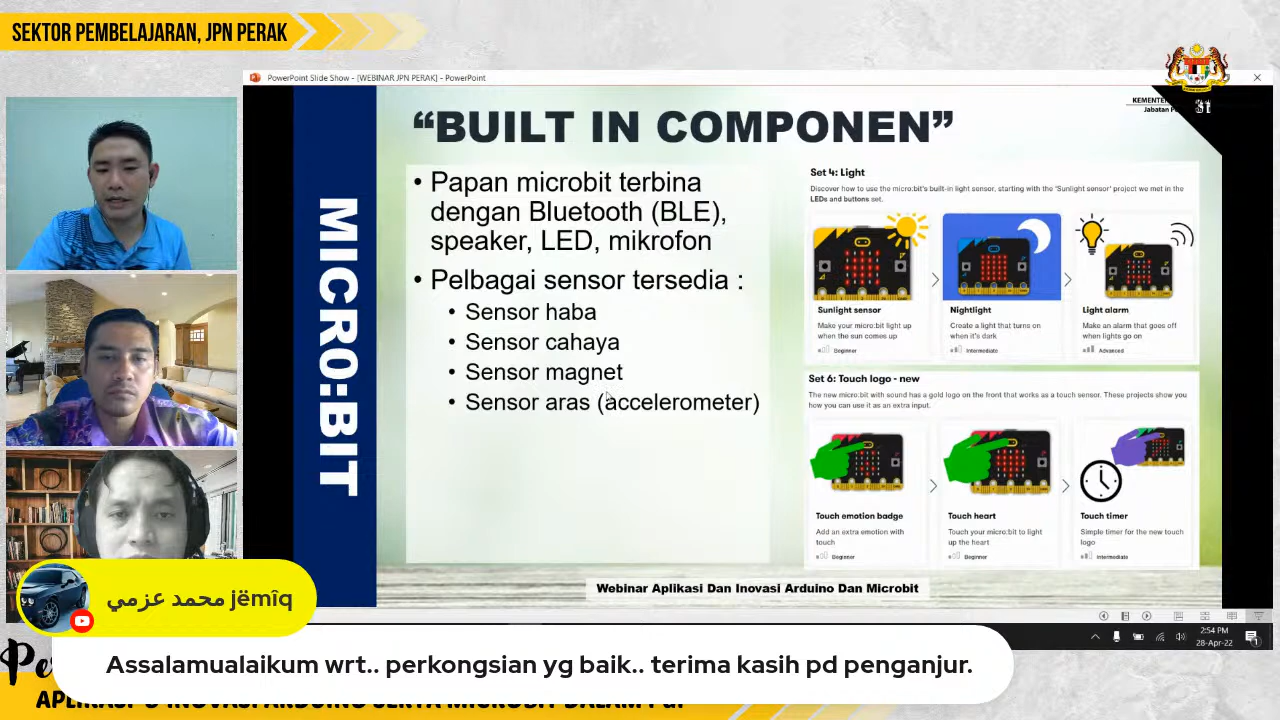 SEKTOR PEMBELAJARAN, JPN PERAK
PowerPoint Slide Show - [WEBINAR JPN PERAK] - PowerPoint
KEMENTER
“BUILT IN COMPONEN”
MICR0:BIT
• Papan microbit terbina
dengan Bluetooth (BLE),
speaker, LED, mikrofon
• Pelbagai sensor tersedia :
• Sensor haba
• Sensor cahaya
• Sensor magnet
• Sensor aras (accelerometer)
Set 4: Light
Discover how to use the micro:bit's built-in light sensor, starting with the 'Sunlight sensor' project we met in the
LEDs and buttons set.
Sunlight sensor
Make your micro:bit light up
when the sun comes up
Beginner
Nightlight
Create a light that turns on
when it's dark
Intermediate
Light alarm
Make an alarm that goes off
when lights go on
Advanced
Set 6: Touch logo - new
The new micro:bit with sound has a gold logo on the front that works as a touch sensor. These projects show you
how you can use it as an extra input.
Touch emotion badge
Add an extra emotion with
touch
Beginner
Touch heart
Touch your micro:bit to light
up the heart
Beginner
Touch timer
Simple timer for the new touch
logo
Intermediate
Webinar Aplikasi Dan Inovasi Arduino Dan Microbit
2:54 PM
28-Apr-22
محمد عزمي jëmîq
Assalamualaikum wrt.. perkongsian yg baik.. terima kasih pd penganjur.